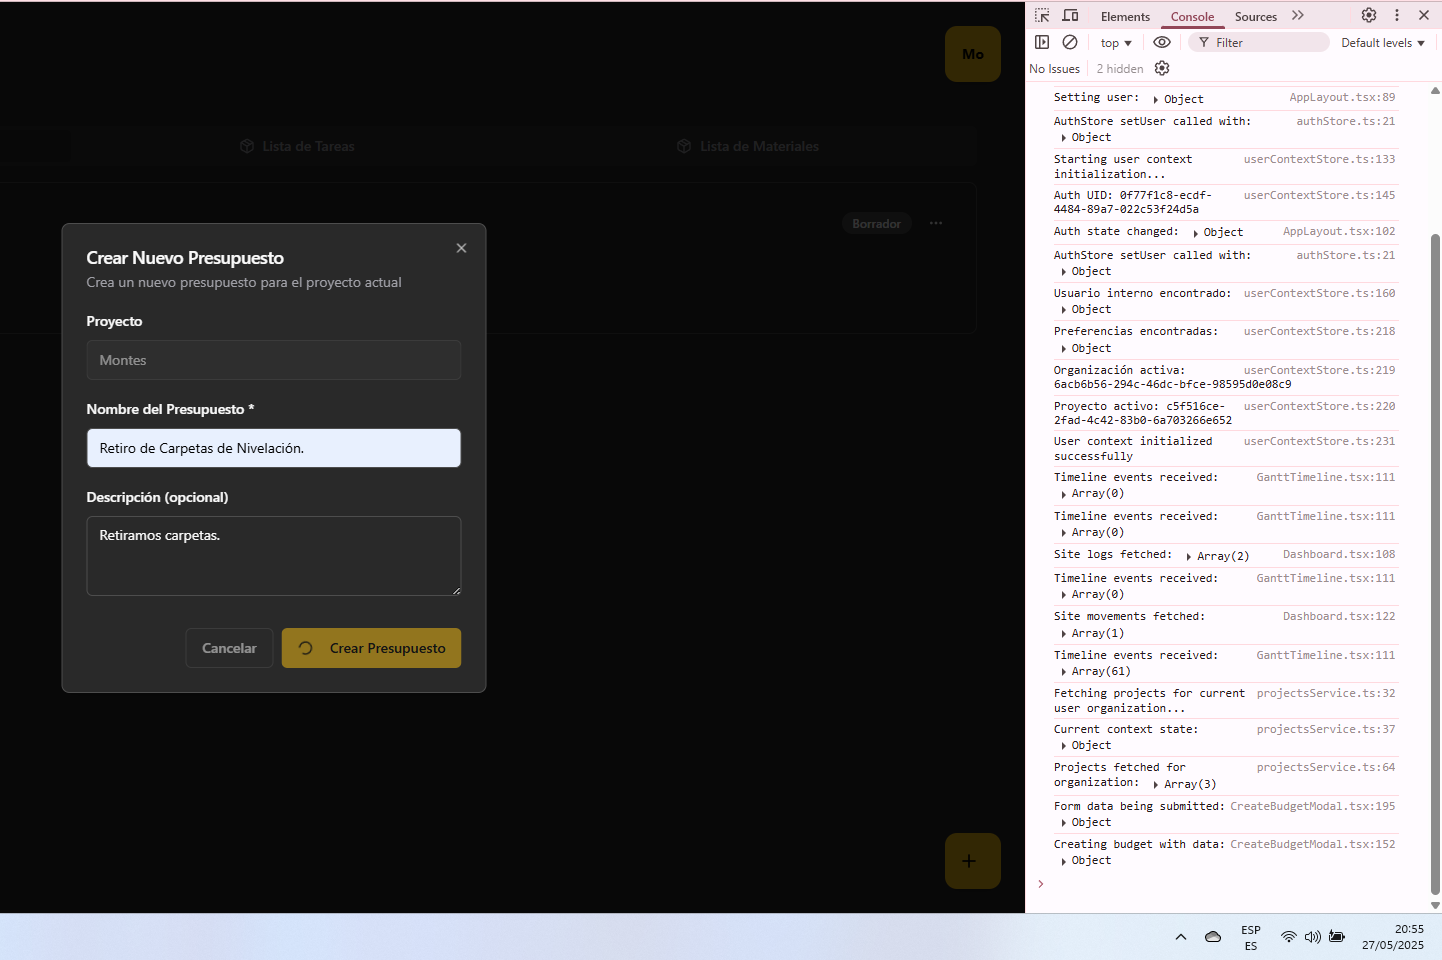 Mo
Lista de Tareas
Lista de Materiales
Borrador
Crear Nuevo Presupuesto
Crea un nuevo presupuesto para el proyecto actual
Proyecto
Montes
Nombre del Presupuesto *
Retiro de Carpetas de Nivelación.
Descripción (opcional)
Retiramos carpetas.
Cancelar
Crear Presupuesto
Elements Console Sources
top
Filter
Default levels
No Issues
2 hidden
Setting user: Object AppLayout.tsx:89
AuthStore setUser called with: authStore.ts:21
Object
Starting user context userContextStore.ts:133
initialization...
Auth UID: 0f77f1c8-ecdf- userContextStore.ts:145
4484-89a7-022c53f24d5a
Auth state changed: Object AppLayout.tsx:102
AuthStore setUser called with: authStore.ts:21
Object
Usuario interno encontrado: userContextStore.ts:160
Object
Preferencias encontradas: userContextStore.ts:218
Object
Organización activa: userContextStore.ts:219
6acb6b56-294c-46dc-bfce-98595d0e08c9
Proyecto activo: c5f516ce- userContextStore.ts:220
2fad-4c42-83b0-6a703266e652
User context initialized userContextStore.ts:231
successfully
Timeline events received: GanttTimeline.tsx:111
Array(0)
Timeline events received: GanttTimeline.tsx:111
Array(0)
Site logs fetched: Array(2) Dashboard.tsx:108
Timeline events received: GanttTimeline.tsx:111
Array(0)
Site movements fetched: Dashboard.tsx:122
Array(1)
Timeline events received: GanttTimeline.tsx:111
Array(61)
Fetching projects for current projectsService.ts:32
user organization...
Current context state: projectsService.ts:37
Object
Projects fetched for projectsService.ts:64
organization: Array(3)
Form data being submitted: CreateBudgetModal.tsx:195
Object
Creating budget with data: CreateBudgetModal.tsx:152
Object
ESP
ES
20:55
27/05/2025